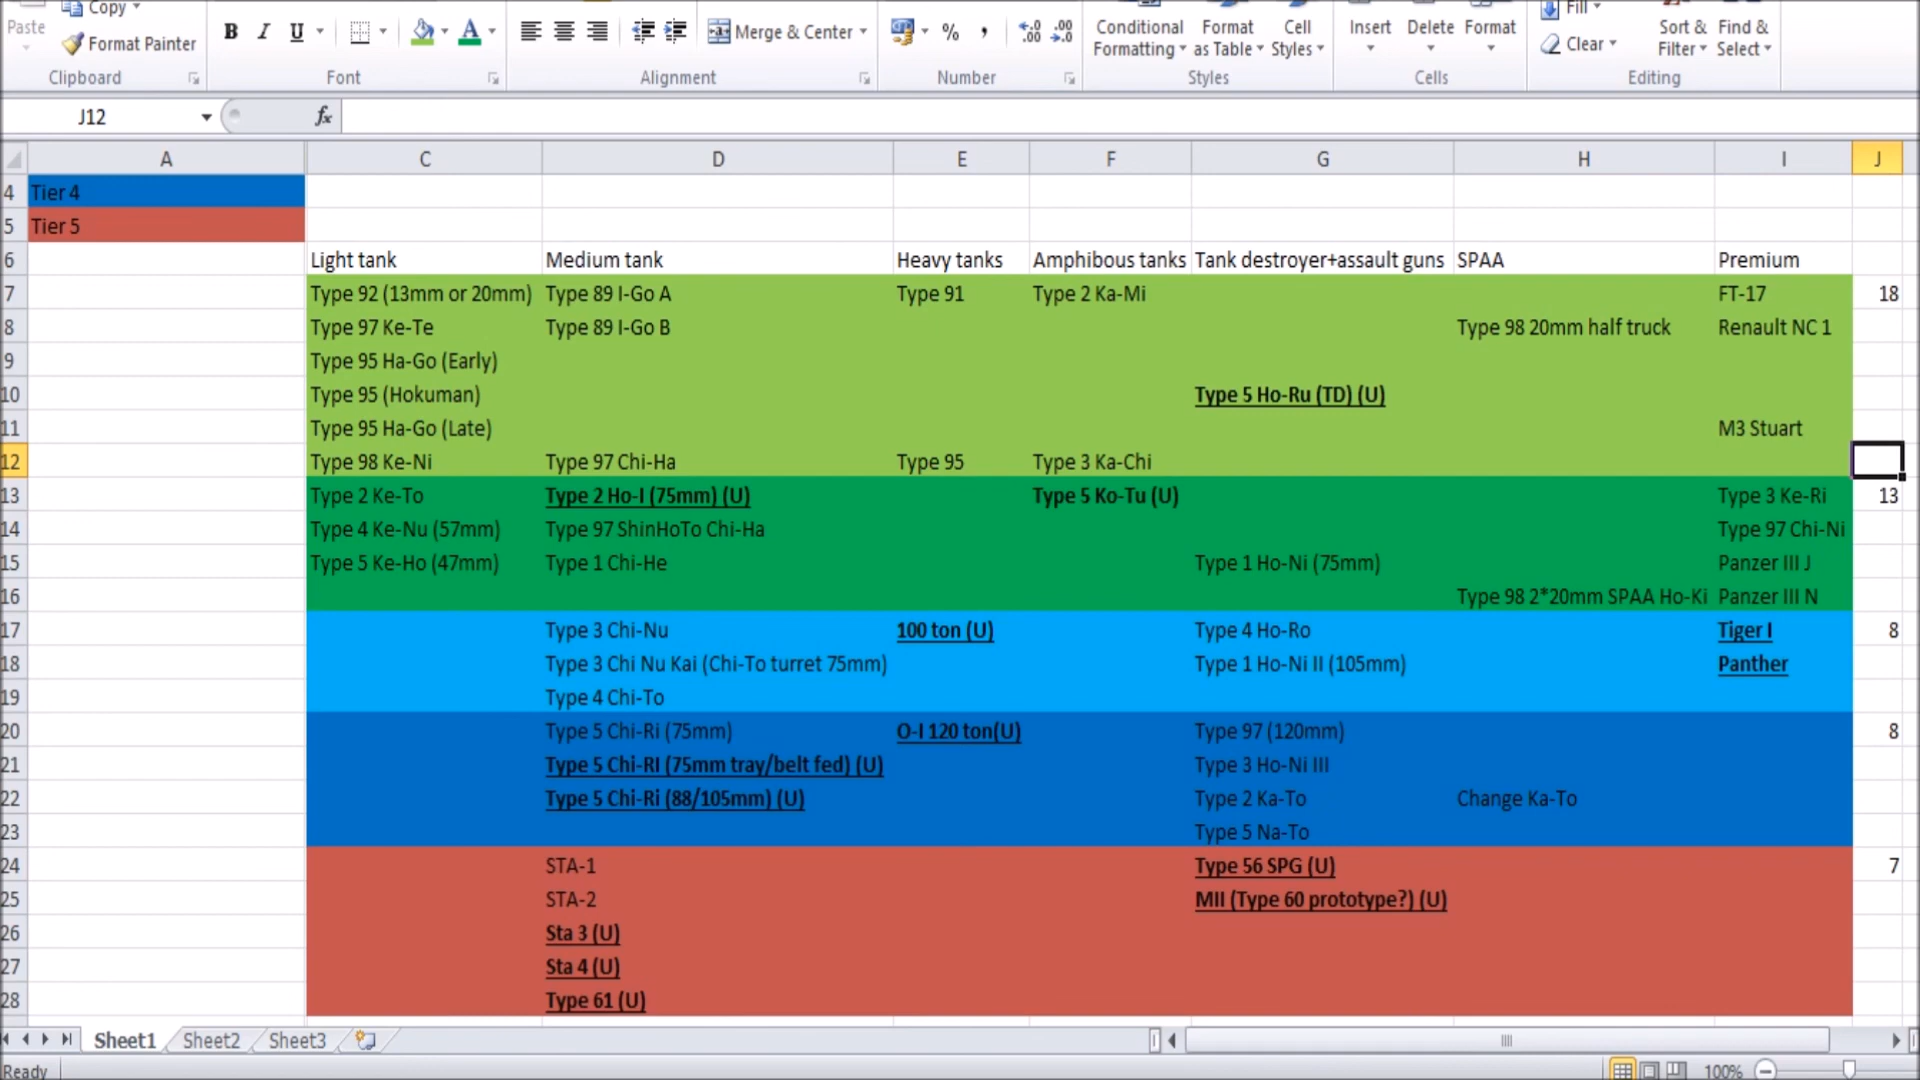 Paste
Copy
Format Painter
Clipboard
B I U A
Font
Merge & Center
Alignment
% , .0 .00 .00 .0
Number
Conditional Formatting
Format as Table
Cell Styles
Styles
Insert
Delete
Format
Cells
Fill
Clear
Sort & Filter
Find & Select
Editing
J12 fx
A C D E F G H I J
4 Tier 4
5 Tier 5
6 Light tank Medium tank Heavy tanks Amphibous tanks Tank destroyer+assault guns SPAA Premium
7 Type 92 (13mm or 20mm) Type 89 I-Go A Type 91 Type 2 Ka-Mi FT-17 18
8 Type 97 Ke-Te Type 89 I-Go B Type 98 20mm half truck Renault NC 1
9 Type 95 Ha-Go (Early)
10 Type 95 (Hokuman) Type 5 Ho-Ru (TD) (U)
11 Type 95 Ha-Go (Late) M3 Stuart
12 Type 98 Ke-Ni Type 97 Chi-Ha Type 95 Type 3 Ka-Chi
13 Type 2 Ke-To Type 2 Ho-I (75mm) (U) Type 5 Ko-Tu (U) Type 3 Ke-Ri 13
14 Type 4 Ke-Nu (57mm) Type 97 ShinHoTo Chi-Ha Type 97 Chi-Ni
15 Type 5 Ke-Ho (47mm) Type 1 Chi-He Type 1 Ho-Ni (75mm) Panzer III J
16 Type 98 2*20mm SPAA Ho-Ki Panzer III N
17 Type 3 Chi-Nu 100 ton (U) Type 4 Ho-Ro Tiger I 8
18 Type 3 Chi Nu Kai (Chi-To turret 75mm) Type 1 Ho-Ni II (105mm) Panther
19 Type 4 Chi-To
20 Type 5 Chi-Ri (75mm) O-I 120 ton(U) Type 97 (120mm) 8
21 Type 5 Chi-RI (75mm tray/belt fed) (U) Type 3 Ho-Ni III
22 Type 5 Chi-Ri (88/105mm) (U) Type 2 Ka-To Change Ka-To
23 Type 5 Na-To
24 STA-1 Type 56 SPG (U) 7
25 STA-2 MII (Type 60 prototype?) (U)
26 Sta 3 (U)
27 Sta 4 (U)
28 Type 61 (U)
Sheet1 Sheet2 Sheet3
Ready 100%